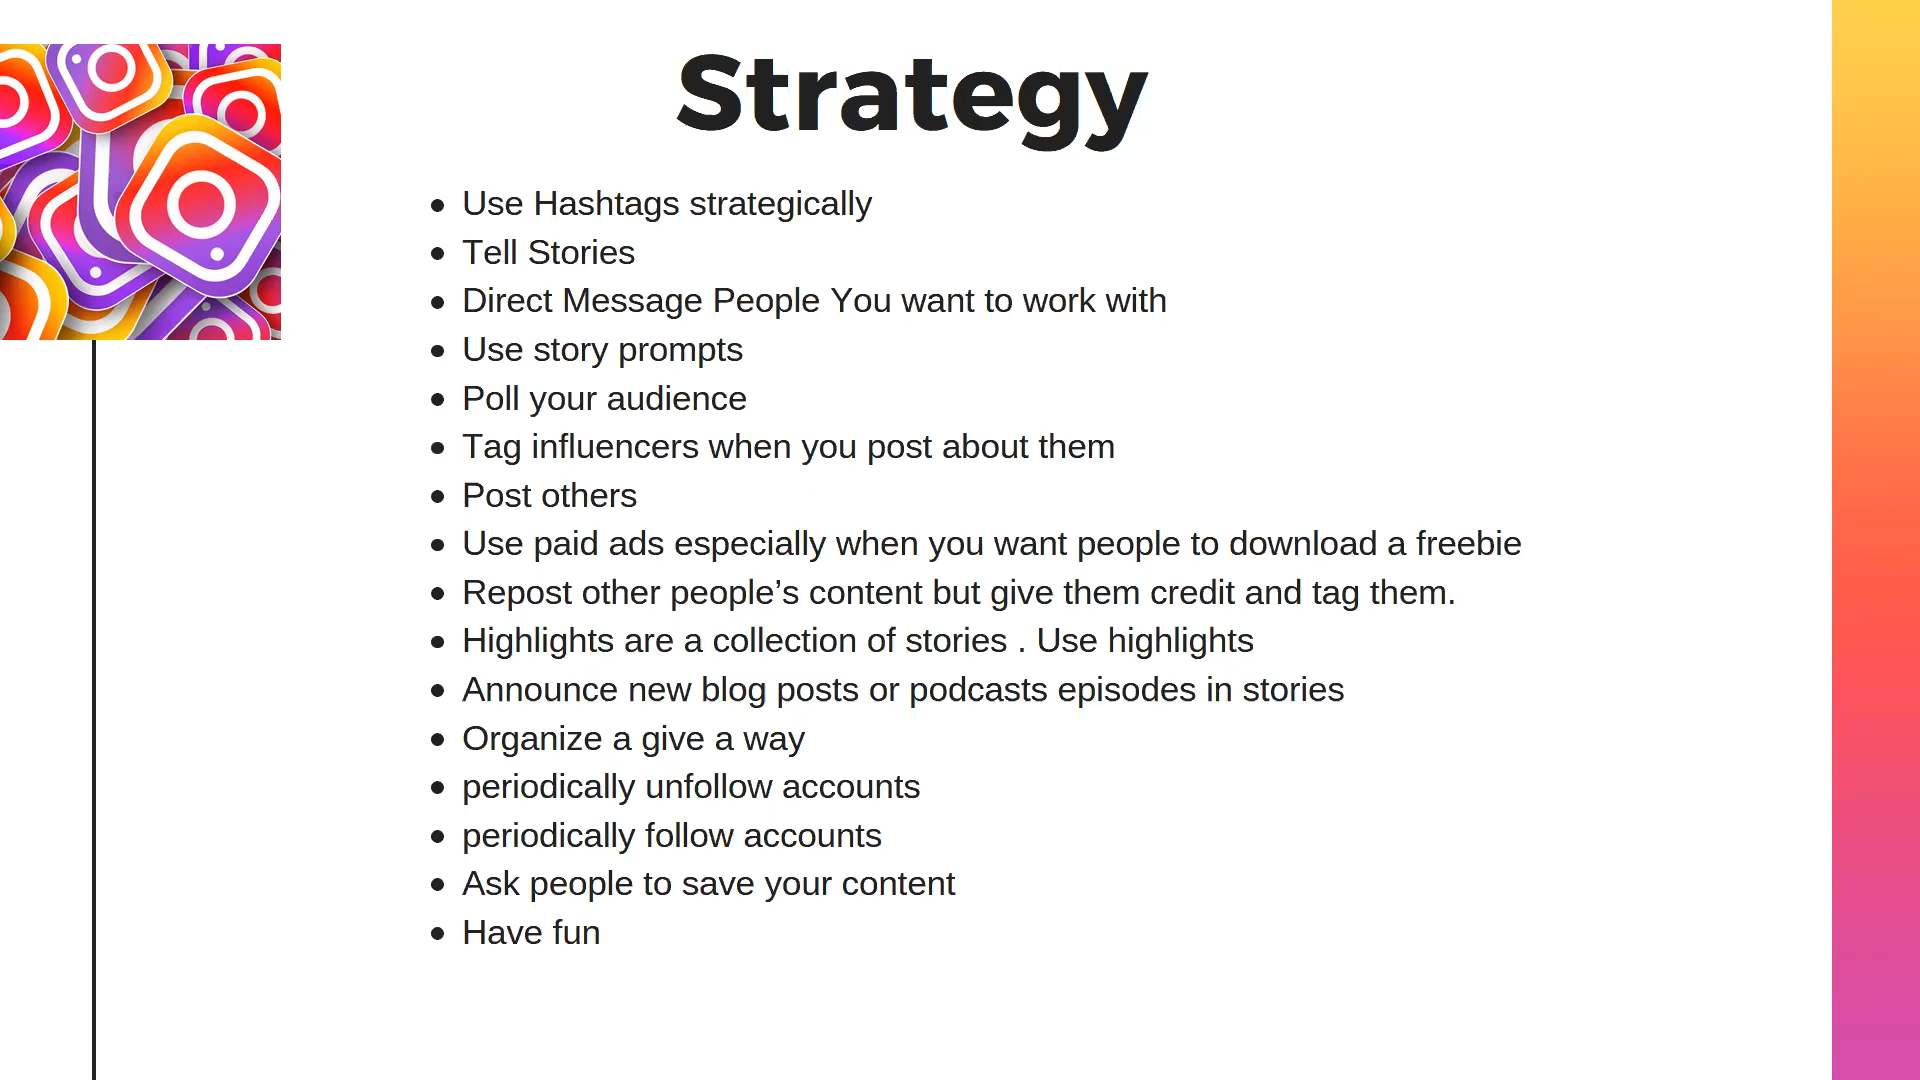 Strategy
• Use Hashtags strategically
• Tell Stories
• Direct Message People You want to work with
• Use story prompts
• Poll your audience
• Tag influencers when you post about them
• Post others
• Use paid ads especially when you want people to download a freebie
• Repost other people’s content but give them credit and tag them.
• Highlights are a collection of stories . Use highlights
• Announce new blog posts or podcasts episodes in stories
• Organize a give a way
• periodically unfollow accounts
• periodically follow accounts
• Ask people to save your content
• Have fun